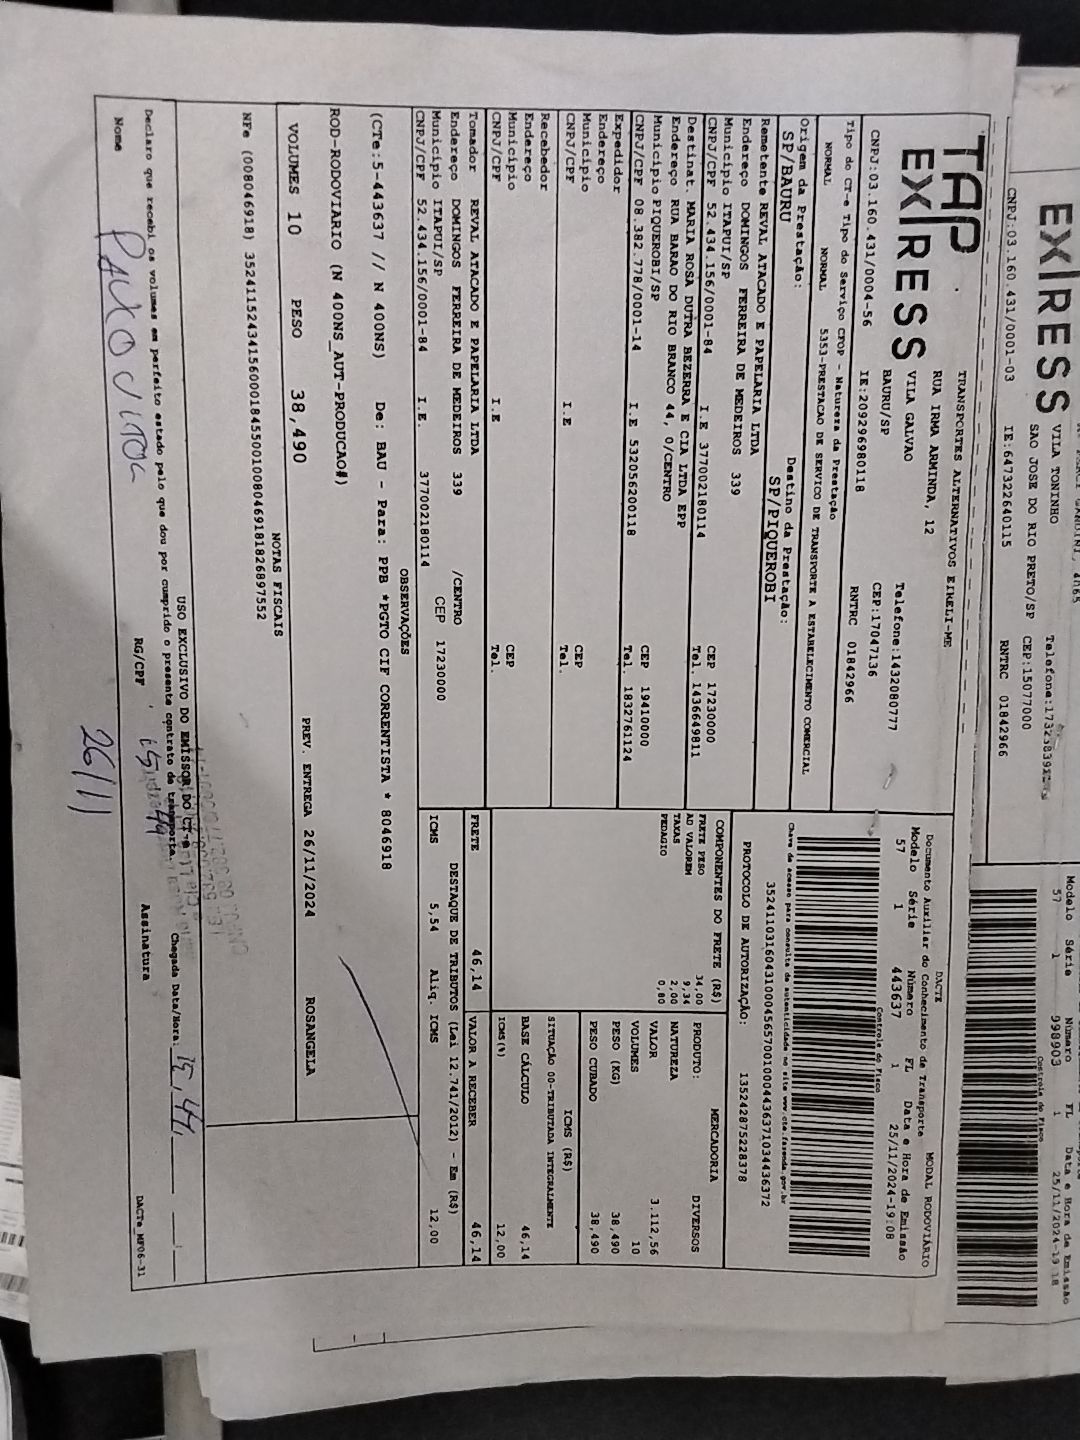 EXPRESS
VILA TONINHO
SAO JOSE DO RIO PRETO/SP CEP:15077000
CNPJ:03.160.431/0001-03 IE:647322640115 RNTRC 01842966
Modelo Série Número FL Data e Hora de Emissão
57 1 998903 1 25/11/2024-19:18
Controle do Fisco
TAP EXPRESS
TRANSPORTES ALTERNATIVOS EIRELI-ME
RUA IRMA ARMINDA, 12
VILA GALVAO Telefone:1432080777
BAURU/SP CEP:17047136
CNPJ:03.160.431/0004-56 IE:209296980118 RNTRC 01842966
DACTE MODAL RODOVIÁRIO
Documento Auxiliar do Conhecimento de Transporte
Modelo Série Número FL Data e Hora de Emissão
57 1 443637 1 25/11/2024-19:08
Controle do Fisco
Tipo do CT-e Tipo do Serviço CFOP - Natureza da Prestação
NORMAL NORMAL 5353-PRESTACAO DE SERVICO DE TRANSPORTE A ESTABELECIMENTO COMERCIAL
Chave de acesso para consulta de autenticidade no site www.cte.fazenda.gov.br
35241103160431000456570010004436371034436372
PROTOCOLO DE AUTORIZAÇÃO: 135242875228378
Origem da Prestação: Destino da Prestação:
SP/BAURU SP/PIQUEROBI
Remetente REVAL ATACADO E PAPELARIA LTDA
Endereço DOMINGOS FERREIRA DE MEDEIROS 339
Município ITAPUI/SP CEP 17230000
CNPJ/CPF 52.434.156/0001-84 I.E 377002180114 Tel. 1436649811
Destinat. MARIA ROSA DUTRA BEZERRA E CIA LTDA EPP
Endereço RUA BARAO DO RIO BRANCO 44, 0/CENTRO
Município PIQUEROBI/SP CEP 19410000
CNPJ/CPF 08.382.778/0001-14 I.E 532056200118 Tel. 1832761124
Expedidor
Endereço
Município CEP
CNPJ/CPF I.E Tel.
Recebedor
Endereço
Município CEP
CNPJ/CPF I.E Tel.
Tomador REVAL ATACADO E PAPELARIA LTDA
Endereço DOMINGOS FERREIRA DE MEDEIROS 339 /CENTRO
Município ITAPUI/SP CEP 17230000
CNPJ/CPF 52.434.156/0001-84 I.E. 377002180114
COMPONENTES DO FRETE (R$)
FRETE PESO 34,00
AD VALOREM 9,34
TAXAS 2,00
PEDAGIO 0,80
MERCADORIA
PRODUTO: DIVERSOS
NATUREZA
VALOR 3.112,56
VOLUMES 10
PESO (KG) 38,490
PESO CUBADO 38,490
ICMS (R$)
SITUAÇÃO 00-TRIBUTADA INTEGRALMENTE
BASE CÁLCULO 46,14
ICMS(%) 12,00
FRETE 46,14 VALOR A RECEBER 46,14
DESTAQUE DE TRIBUTOS (Lei 12.741/2012) - Em (R$)
ICMS 5,54 Alíq. ICMS 12,00
OBSERVAÇÕES
(CTe:5-443637 // N 400NS) De: BAU - Para: PPB *PGTO CIF CORRENTISTA * 8046918
ROD-RODOVIARIO (N 400NS_AUT-PRODUCAO#)
VOLUMES 10 PESO 38,490 PREV. ENTREGA 26/11/2024 ROSANGELA
NOTAS FISCAIS
NFe (008046918) 35241152434156000184550010080469181826897552
USO EXCLUSIVO DO EMISSOR DO CT-e
Declaro que recebi os volumes em perfeito estado pelo que dou por cumprido o presente contrato de transporte. Chegada Data/Hora: 15:44
Nome RG/CPF Assinatura DACTe_MF06-31
26/11